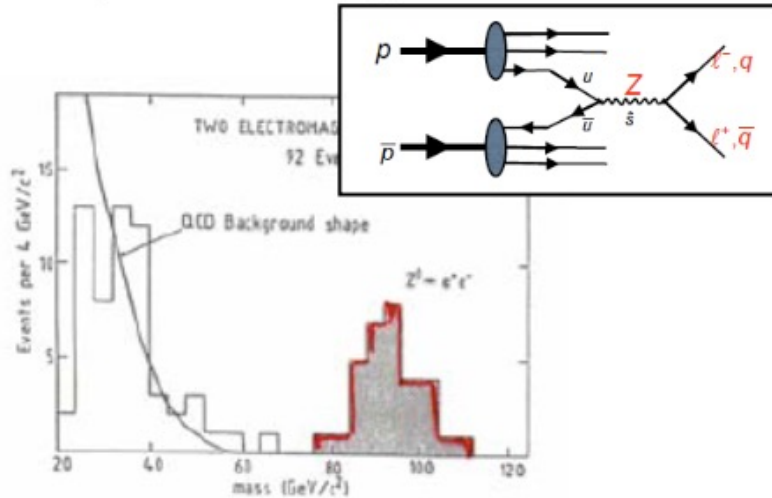 p
u
Z
ℓ⁻, q
p̅
u̅
ŝ
ℓ⁺, q̅
TWO ELECTROMAG
92 Eve
QCD Background shape
Z⁰→ e⁺e⁻
Events per 4 GeV/c²
15
10
5
20
40
60
80
100
120
mass (GeV/c²)